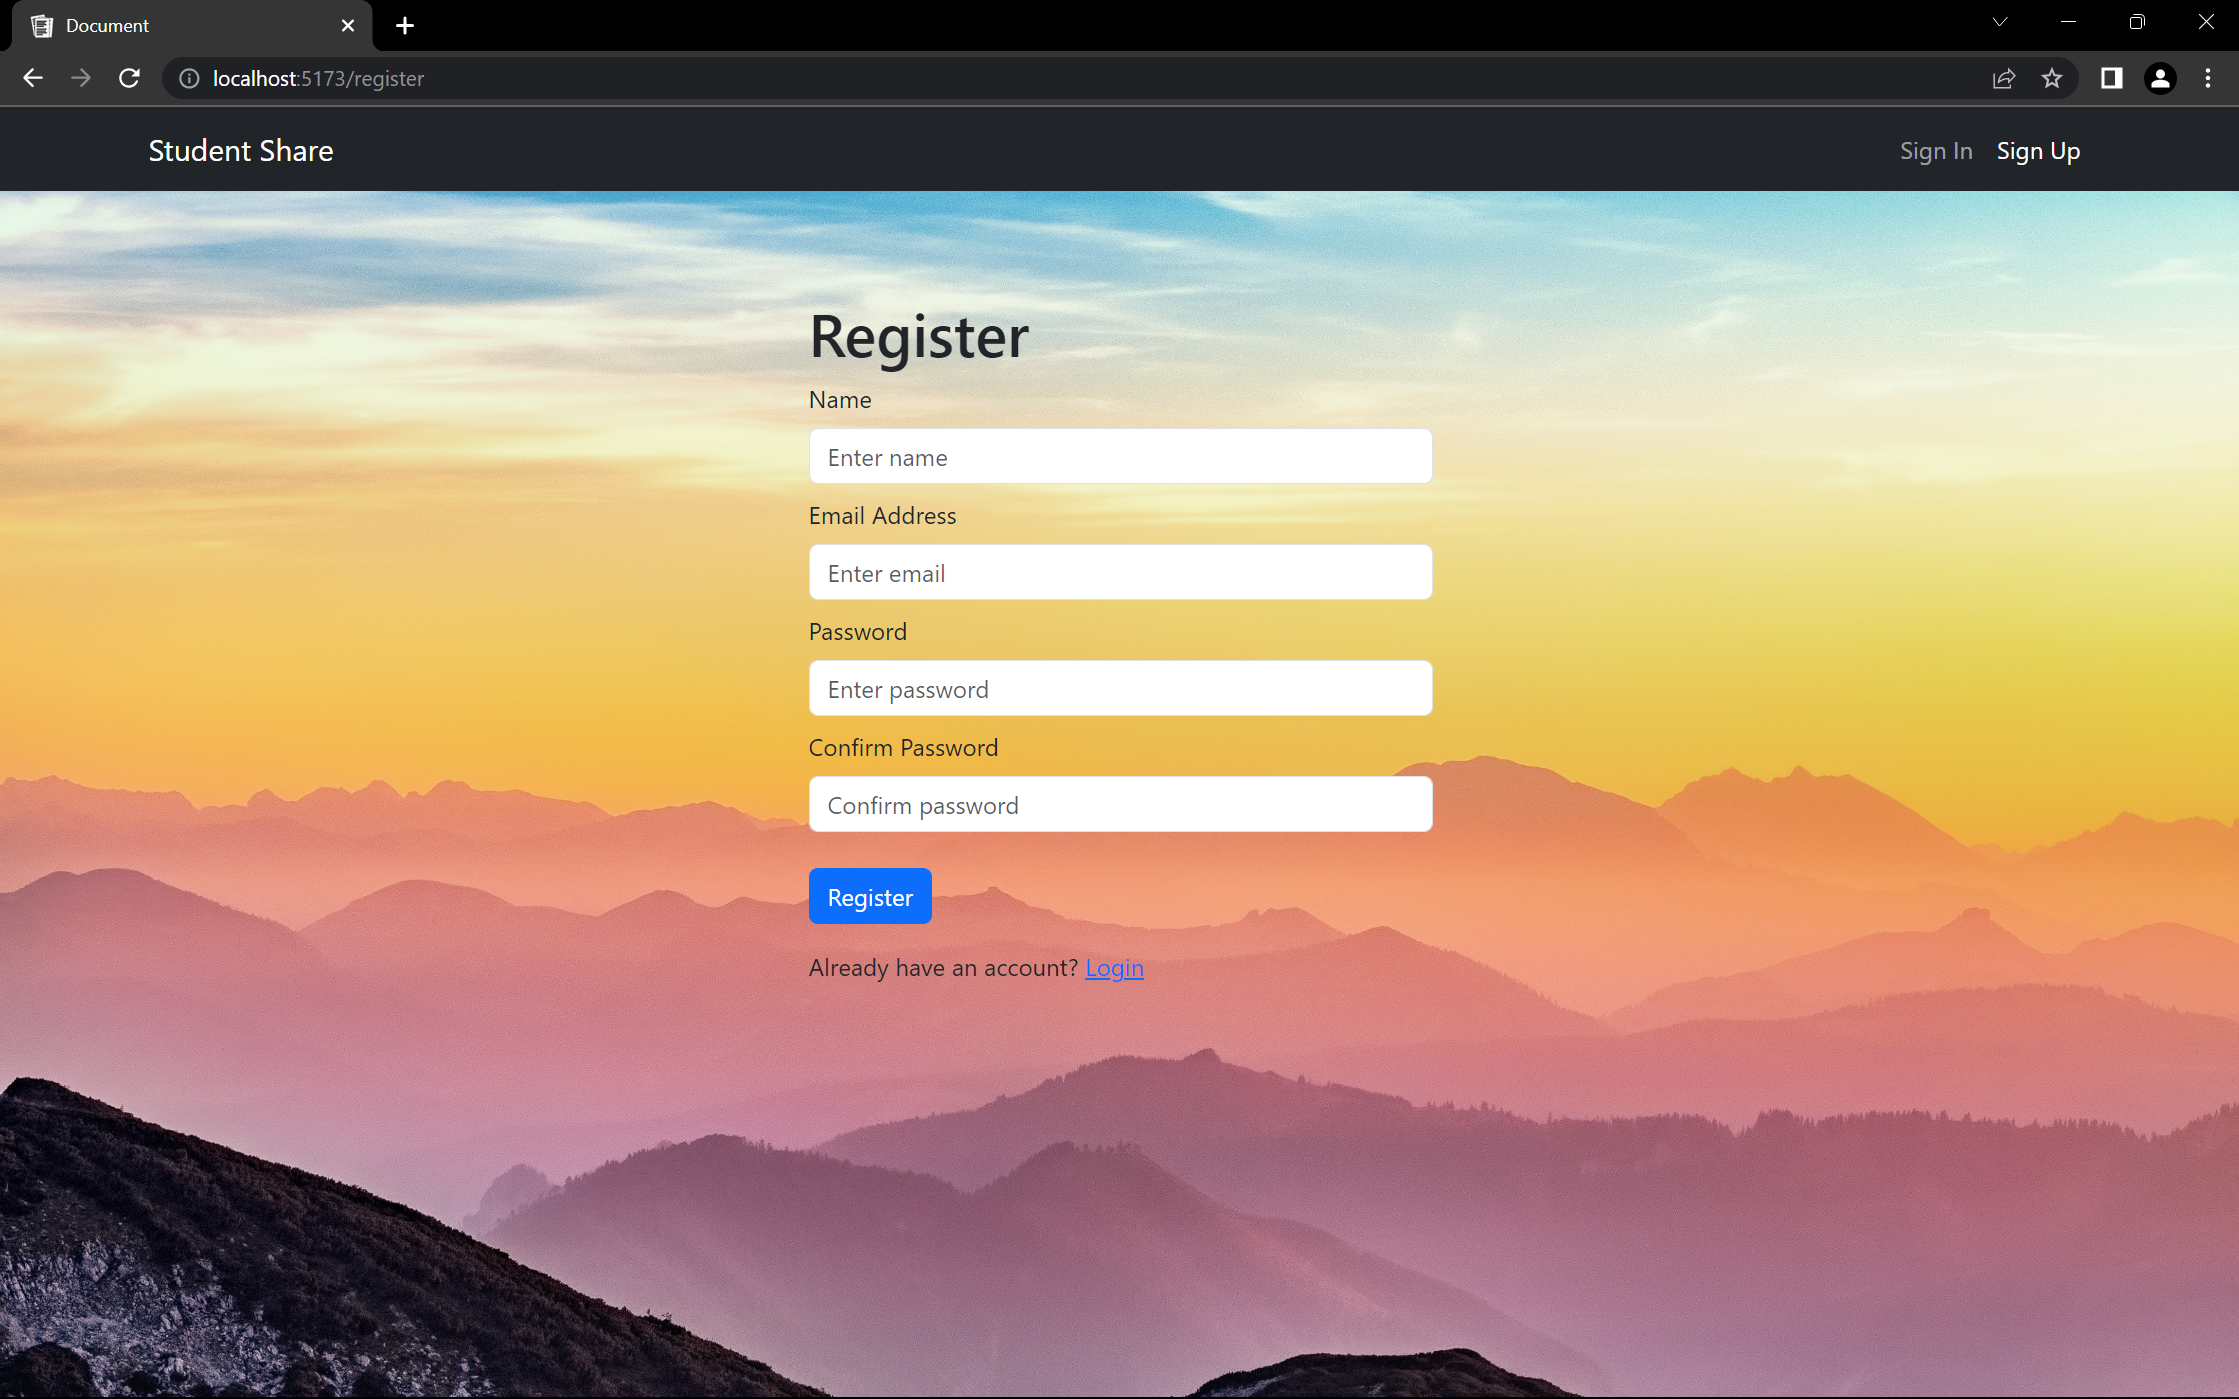 Document
localhost:5173/register
Student Share
Sign In Sign Up
Register
Name
Enter name
Email Address
Enter email
Password
Enter password
Confirm Password
Confirm password
Register
Already have an account? Login